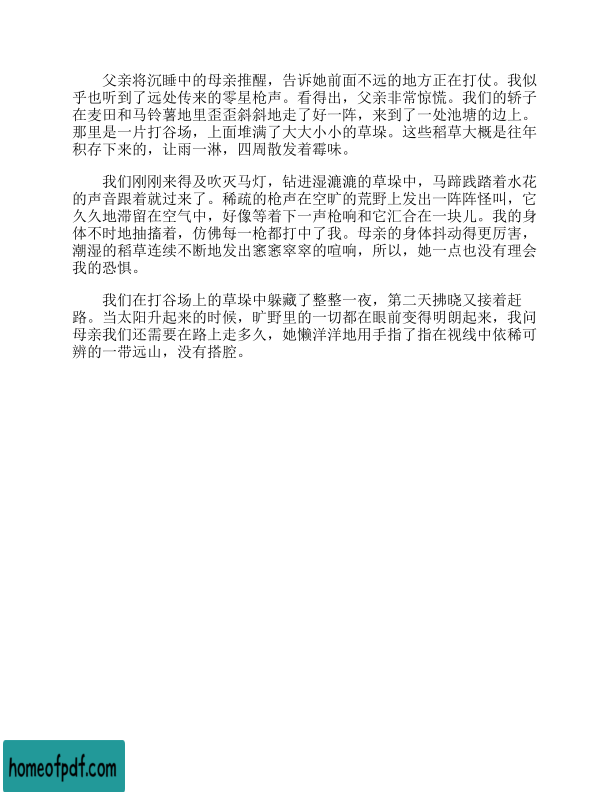 父亲将沉睡中的母亲推醒，告诉她前面不远的地方正在打仗。我似
乎也听到了远处传来的零星枪声。看得出，父亲非常惊慌。我们的轿子
在麦田和马铃薯地里歪歪斜斜地走了好一阵，来到了一处池塘的边上。
那里是一片打谷场，上面堆满了大大小小的草垛。这些稻草大概是往年
积存下来的，让雨一淋，四周散发着霉味。
我们刚刚来得及吹灭马灯，钻进湿漉漉的草垛中，马蹄践踏着水花
的声音跟着就过来了。稀疏的枪声在空旷的荒野上发出一阵阵怪叫，它
久久地滞留在空气中，好像等着下一声枪响和它汇合在一块儿。我的身
体不时地抽搐着，仿佛每一枪都打中了我。母亲的身体抖动得更厉害，
潮湿的稻草连续不断地发出窸窸窣窣的喧响，所以，她一点也没有理会
我的恐惧。
我们在打谷场上的草垛中躲藏了整整一夜，第二天拂晓又接着赶
路。当太阳升起来的时候，旷野里的一切都在眼前变得明朗起来，我问
母亲我们还需要在路上走多久，她懒洋洋地用手指了指在视线中依稀可
辨的一带远山，没有搭腔。
homeofpdf.com